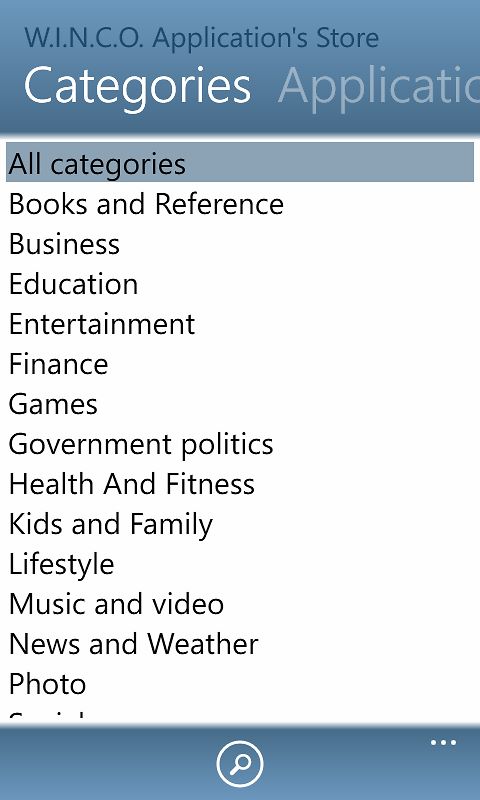 W.I.N.C.O. Application's Store
Categories Applicatio
All categories
Books and Reference
Business
Education
Entertainment
Finance
Games
Government politics
Health And Fitness
Kids and Family
Lifestyle
Music and video
News and Weather
Photo